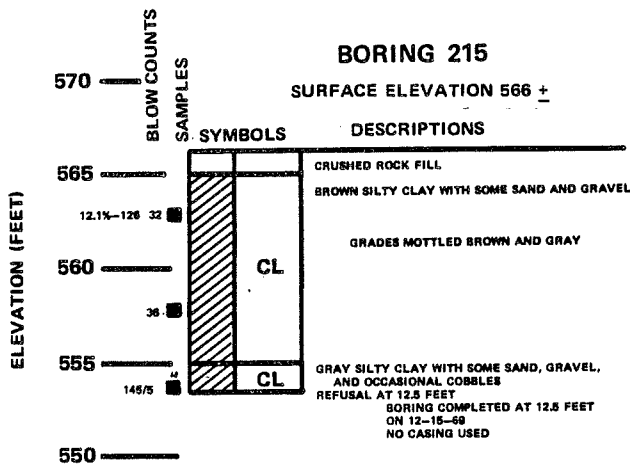 BORING 215
SURFACE ELEVATION 566 ±
ELEVATION (FEET)
BLOW COUNTS
SAMPLES
SYMBOLS
DESCRIPTIONS
570
565
560
555
550
CRUSHED ROCK FILL
BROWN SILTY CLAY WITH SOME SAND AND GRAVEL
12.1%-126 32
GRADES MOTTLED BROWN AND GRAY
CL
36
GRAY SILTY CLAY WITH SOME SAND, GRAVEL,
AND OCCASIONAL COBBLES
CL
145/5
REFUSAL AT 12.5 FEET
BORING COMPLETED AT 12.5 FEET
ON 12-15-69
NO CASING USED